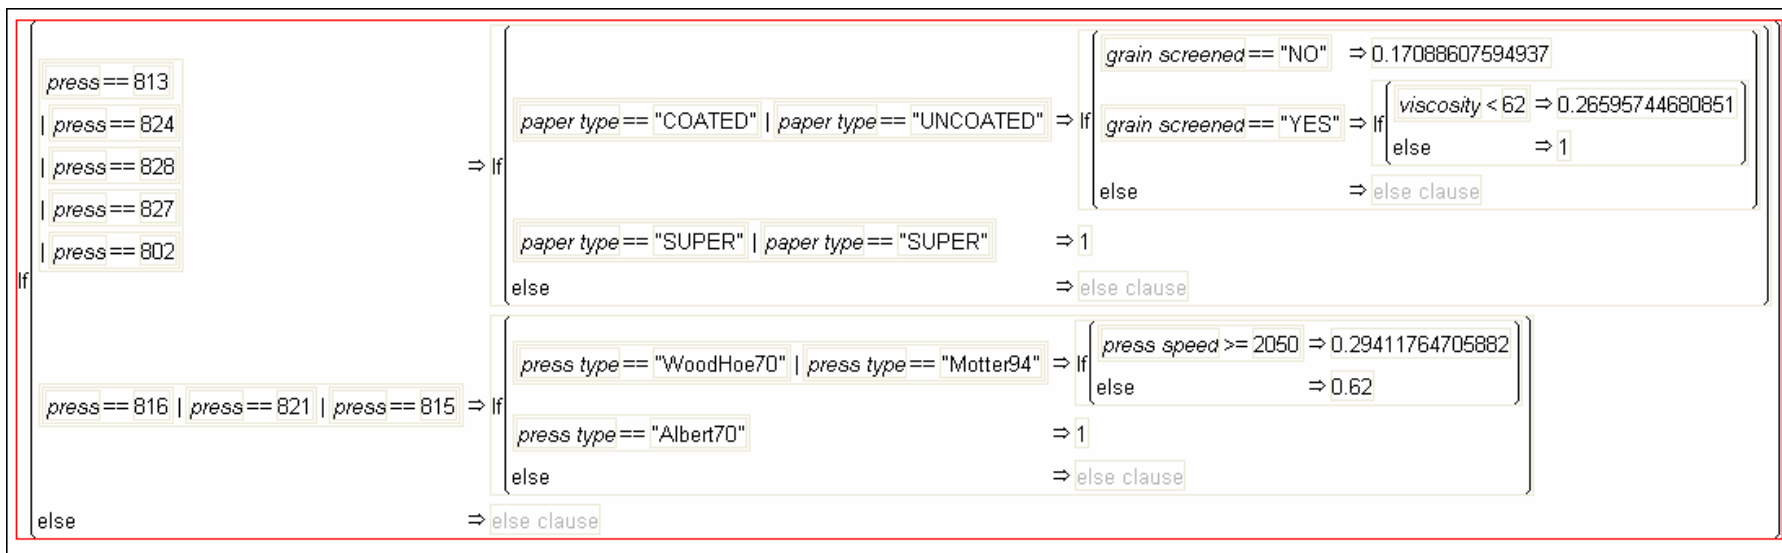 If
press == 813
| press == 824
| press == 828
| press == 827
| press == 802
⇒ If
paper type == "COATED" | paper type == "UNCOATED" ⇒ If
grain screened == "NO" ⇒ 0.17088607594937
grain screened == "YES" ⇒ If
viscosity < 62 ⇒ 0.26595744680851
else ⇒ 1
else ⇒ else clause
paper type == "SUPER" | paper type == "SUPER" ⇒ 1
else ⇒ else clause
press == 816 | press == 821 | press == 815 ⇒ If
press type == "WoodHoe70" | press type == "Motter94" ⇒ If
press speed >= 2050 ⇒ 0.29411764705882
else ⇒ 0.62
press type == "Albert70" ⇒ 1
else ⇒ else clause
else ⇒ else clause